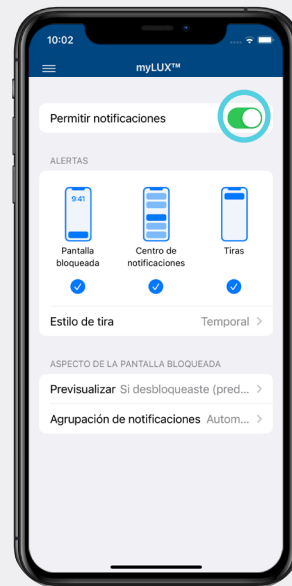 10:02
myLUX™
Permitir notificaciones
ALERTAS
9:41
Pantalla bloqueada
Centro de notificaciones
Tiras
Estilo de tira Temporal
ASPECTO DE LA PANTALLA BLOQUEADA
Previsualizar Si desbloqueaste (pred...
Agrupación de notificaciones Autom...